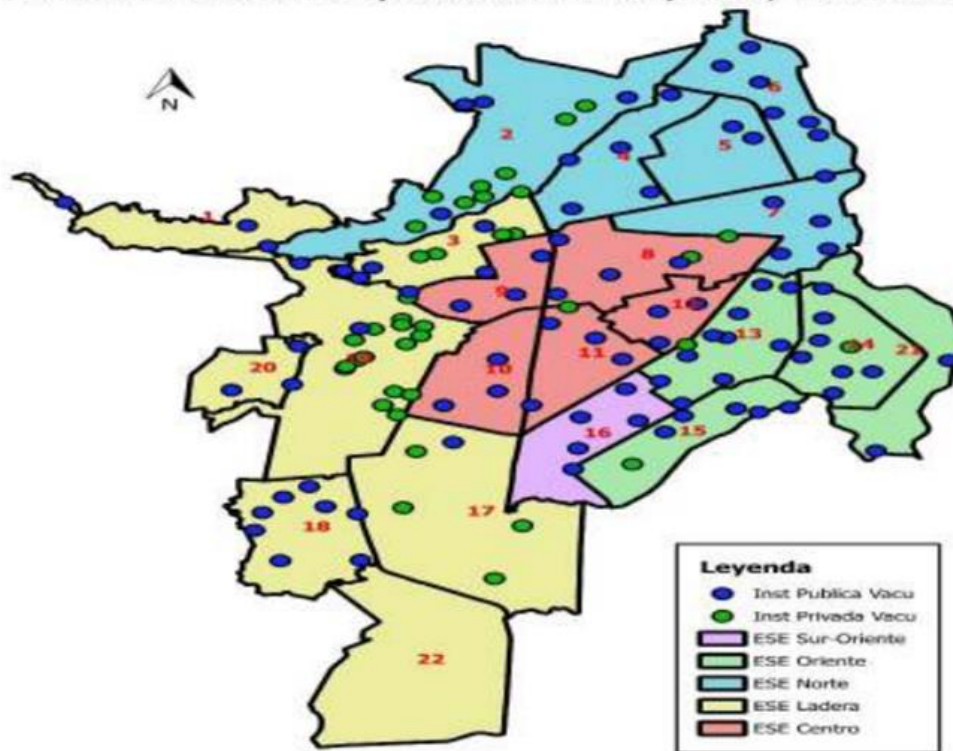 6
N
2
5
4
1
7
3
8
9
12
13
11
14
21
20
10
16
15
17
18
22
Leyenda
Inst Publica Vacu
Inst Privada Vacu
ESE Sur-Oriente
ESE Oriente
ESE Norte
ESE Ladera
ESE Centro